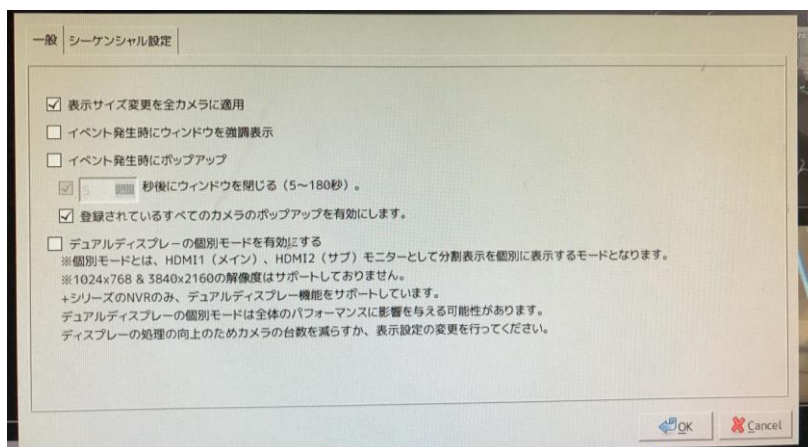 一般 シーケンシャル設定
表示サイズ変更を全カメラに適用
イベント発生時にウィンドウを強調表示
イベント発生時にポップアップ
5 秒後にウィンドウを閉じる（5～180秒）。
登録されているすべてのカメラのポップアップを有効にします。
デュアルディスプレーの個別モードを有効にする
※個別モードとは、HDMI1（メイン）、HDMI2（サブ）モニターとして分割表示を個別に表示するモードとなります。
※1024x768 & 3840x2160の解像度はサポートしておりません。
+シリーズのNVRのみ、デュアルディスプレー機能をサポートしています。
デュアルディスプレーの個別モードは全体のパフォーマンスに影響を与える可能性があります。
ディスプレーの処理の向上のためカメラの台数を減らすか、表示設定の変更を行ってください。
OK Cancel